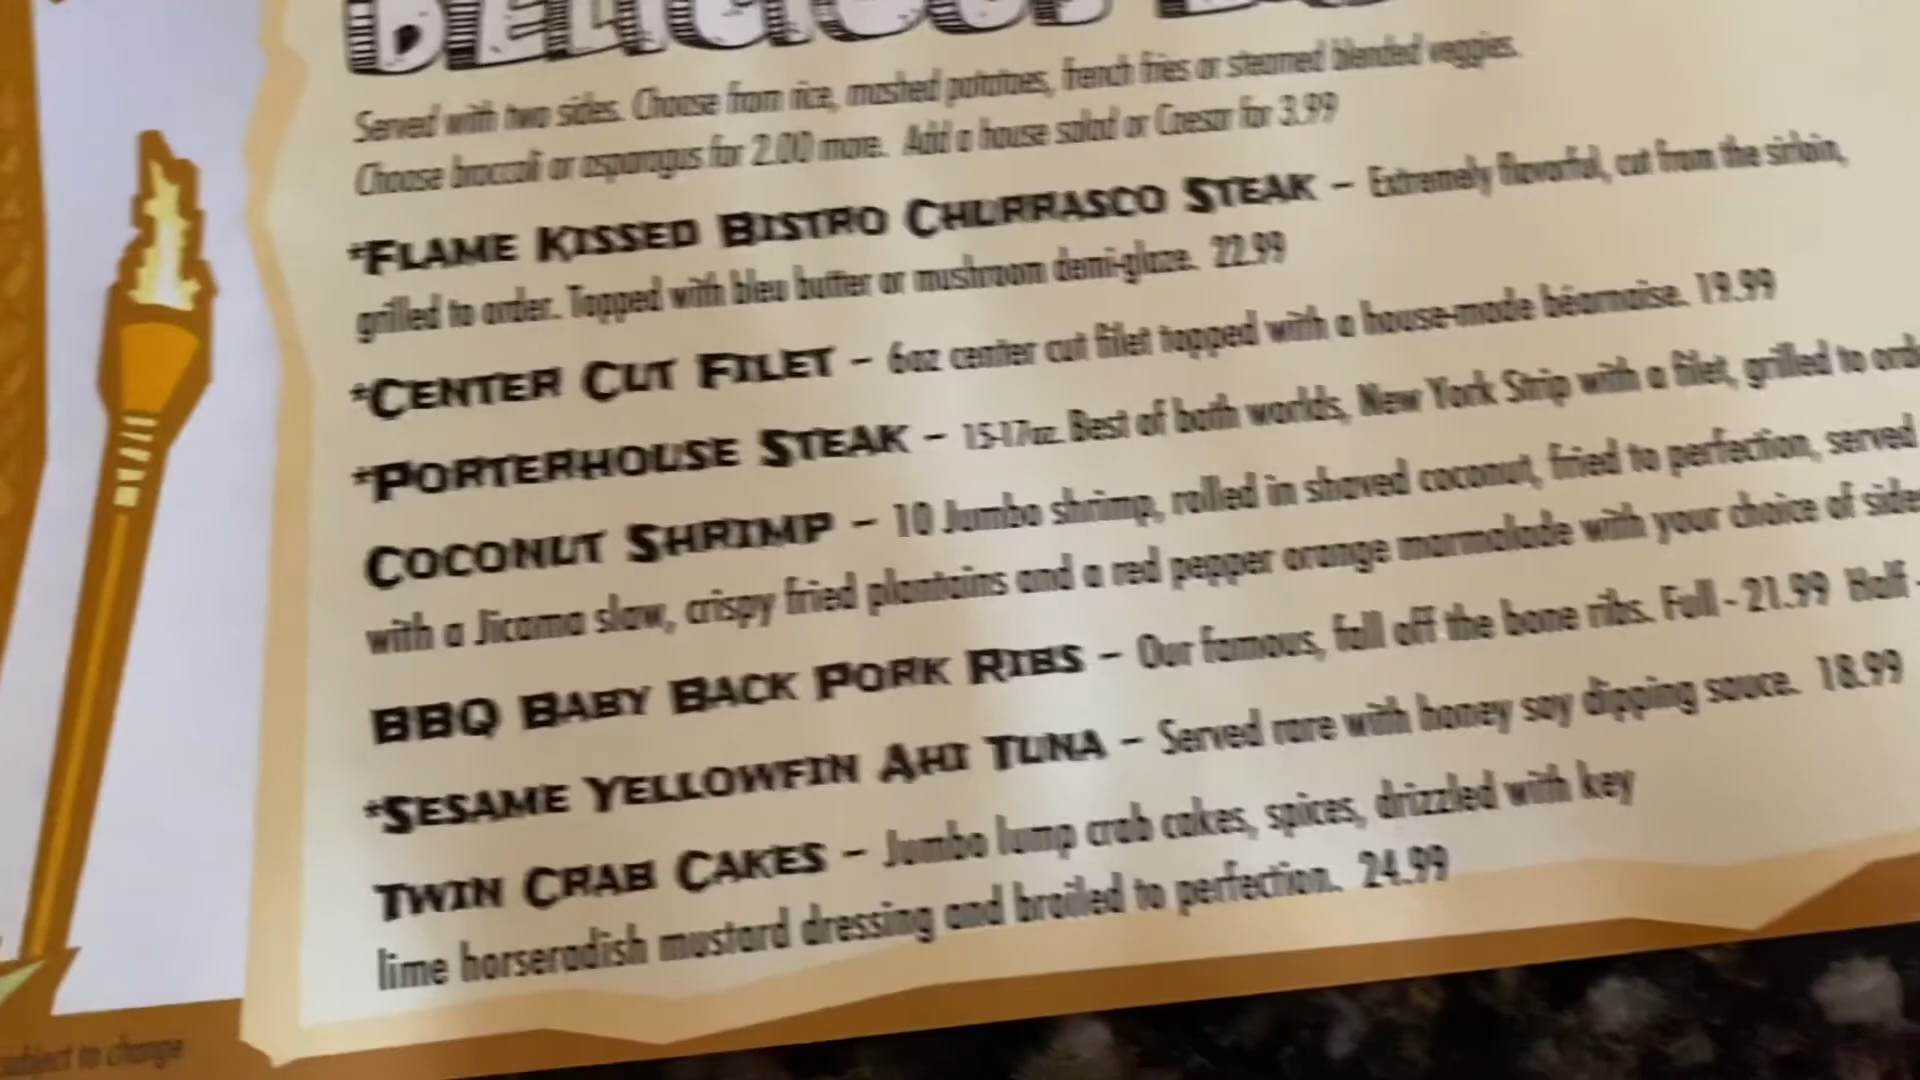 DELICIOUS
Served with two sides. Choose from rice, mashed potatoes, french fries or steamed blended veggies.
Choose broccoli or asparagus for 2.00 more. Add a house salad or Caesar for 3.99
*FLAME KISSED BISTRO CHURRASCO STEAK – Extremely flavorful, cut from the sirloin,
grilled to order. Topped with bleu butter or mushroom demi-glaze. 22.99
*CENTER CUT FILET – 6oz center cut filet topped with a house-made béarnaise. 19.99
*PORTERHOUSE STEAK – 15-17oz. Best of both worlds, New York Strip with a filet, grilled to
COCONUT SHRIMP – 10 Jumbo shrimp, rolled in shaved coconut, fried to perfection, served
with a Jicama slaw, crispy fried plantains and a red pepper orange marmalade with your choice of
BBQ BABY BACK PORK RIBS – Our famous, fall off the bone ribs. Full - 21.99 Half -
*SESAME YELLOWFIN AHI TUNA – Served rare with honey soy dipping sauce. 18.99
TWIN CRAB CAKES – Jumbo lump crab cakes, spices, drizzled with key
lime horseradish mustard dressing and broiled to perfection. 24.99
subject to change